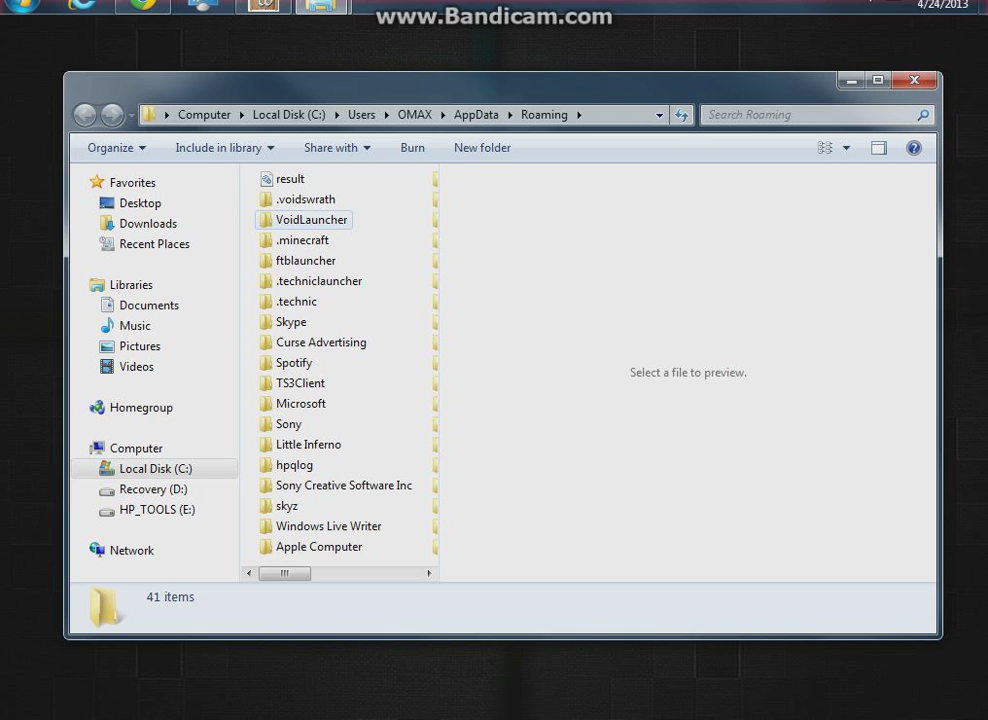 4/24/2013
www.Bandicam.com
Computer Local Disk (C:) Users OMAX AppData Roaming Search Roaming
Organize Include in library Share with Burn New folder
Favorites
Desktop
Downloads
Recent Places
Libraries
Documents
Music
Pictures
Videos
Homegroup
Computer
Local Disk (C:)
Recovery (D:)
HP_TOOLS (E:)
Network
result
.voidswrath
VoidLauncher
.minecraft
ftblauncher
.techniclauncher
.technic
Skype
Curse Advertising
Spotify
TS3Client
Microsoft
Sony
Little Inferno
hpqlog
Sony Creative Software Inc
skyz
Windows Live Writer
Apple Computer
Select a file to preview.
41 items